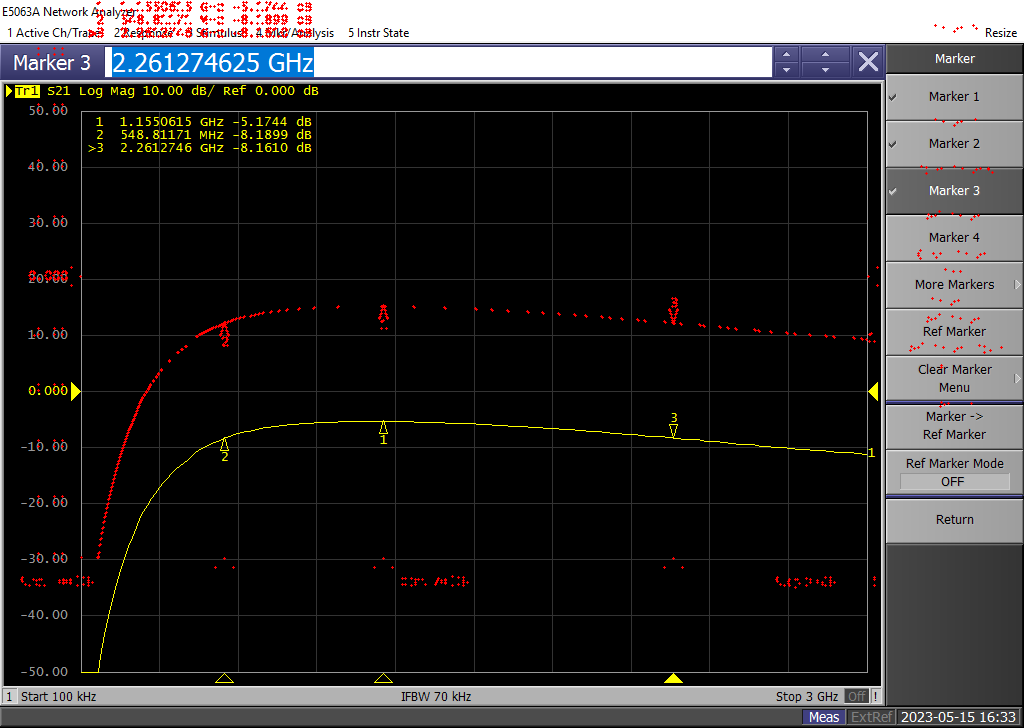 E5063A Network Analyzer
1 Active Ch/Trace 2 Response 3 Stimulus 4 Mkr/Analysis 5 Instr State
Resize
Marker 3 2.261274625 GHz
Tr1 S21 Log Mag 10.00 dB/ Ref 0.000 dB
1 1.1550615 GHz -5.1744 dB
2 548.81171 MHz -8.1899 dB
>3 2.2612746 GHz -8.1610 dB
50.00
40.00
30.00
20.00
10.00
0.000
-10.00
-20.00
-30.00
-40.00
-50.00
2
1
3
1
1 Start 100 kHz IFBW 70 kHz Stop 3 GHz Off !
Marker
Marker 1
Marker 2
Marker 3
Marker 4
More Markers
Ref Marker
Clear Marker
Menu
Marker ->
Ref Marker
Ref Marker Mode
OFF
Return
Meas ExtRef 2023-05-15 16:33